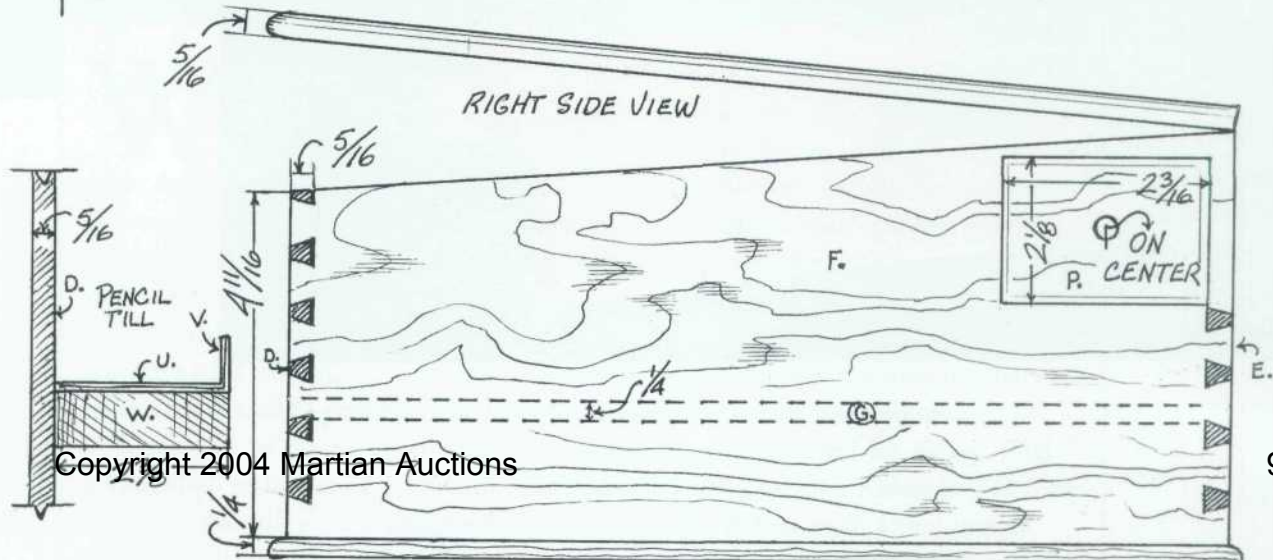 5/16
RIGHT SIDE VIEW
5/16
5/16
D. PENCIL
TILL
V.
U.
W.
4 11/16
D.
F.
2 3/16
2 1/8
ON
CENTER
P.
E.
1/4
G.
Copyright 2004 Martian Auctions
9
1/4